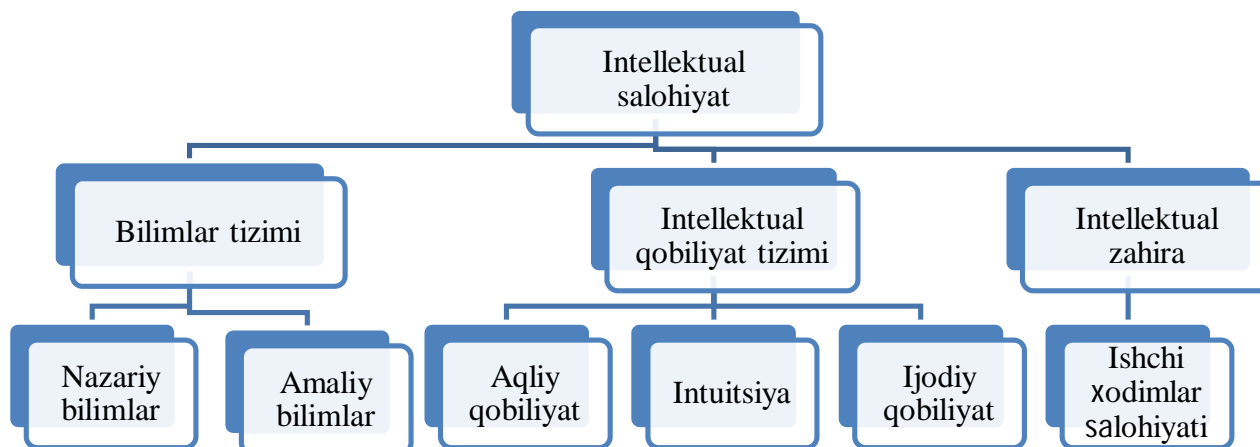 Intellektual
salohiyat
Bilimlar tizimi
Intellektual
qobiliyat tizimi
Intellektual
zahira
Nazariy
bilimlar
Amaliy
bilimlar
Aqliy
qobiliyat
Intuitsiya
Ijodiy
qobiliyat
Ishchi
xodimlar
salohiyati